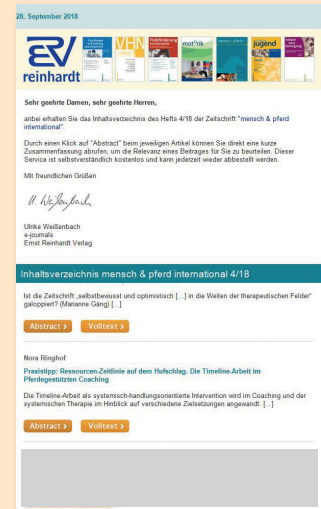 28. September 2018
ERV
reinhardt
VHN
mot rik
jugend
Sehr geehrte Damen, sehr geehrte Herren,
anbei erhalten Sie das Inhaltsverzeichnis des Hefts 4/18 der Zeitschrift "mensch & pferd
international".
Durch einen Klick auf "Abstract" beim jeweiligen Artikel können Sie direkt eine kurze
Zusammenfassung abrufen, um die Relevanz eines Beitrages für Sie zu beurteilen. Dieser
Service ist selbstverständlich kostenlos und kann jederzeit wieder abbestellt werden.
Mit freundlichen Grüßen
U. Weißenbach
Ulrike Weißenbach
e-journals
Ernst Reinhardt Verlag
Inhaltsverzeichnis mensch & pferd international 4/18
Ist die Zeitschrift „selbstbewusst und optimistisch [...] in die Weiten der therapeutischen Felder“
galoppiert? (Marianne Gäng) [...]
Abstract > Volltext >
Nora Ringhof
Praxistipp: Ressourcen-Zeitlinie auf dem Hufschlag. Die Timeline-Arbeit im
Pferdegestützten Coaching
Die Timeline-Arbeit als systemisch-handlungsorientierte Intervention wird im Coaching und der
systemischen Therapie im Hinblick auf verschiedene Zielsetzungen angewandt. [...]
Abstract > Volltext >